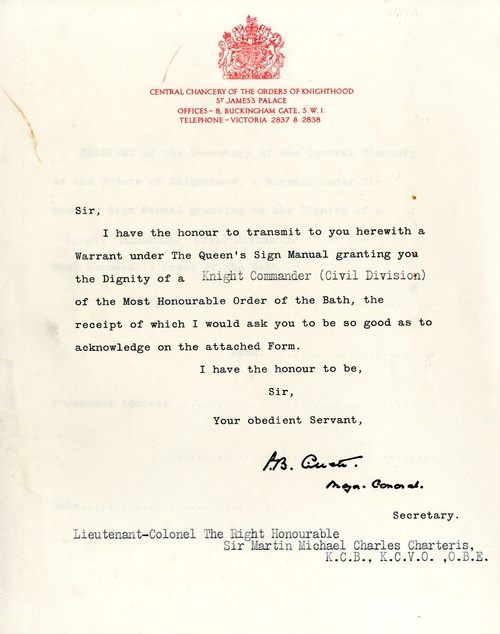 CENTRAL CHANCERY OF THE ORDERS OF KNIGHTHOOD
ST JAMES'S PALACE
OFFICES – 8, BUCKINGHAM GATE, S.W.1.
TELEPHONE – VICTORIA 2837 & 2838
Sir,
I have the honour to transmit to you herewith a
Warrant under The Queen's Sign Manual granting you
the Dignity of a Knight Commander (Civil Division)
of the Most Honourable Order of the Bath, the
receipt of which I would ask you to be so good as to
acknowledge on the attached Form.
I have the honour to be,
Sir,
Your obedient Servant,
Secretary.
Lieutenant-Colonel The Right Honourable
Sir Martin Michael Charles Charteris,
K.C.B., K.C.V.O. ,O.B.E.